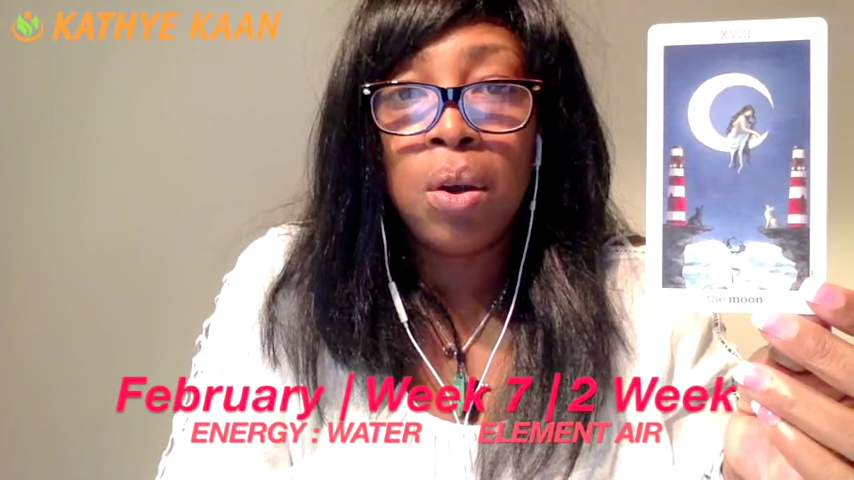 KATHYE KAAN
XVIII
the moon
February | Week 7 | 2 Week
ENERGY : WATER ELEMENT AIR